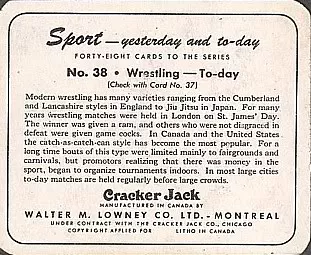 Sport — yesterday and to-day
FORTY-EIGHT CARDS TO THE SERIES
No. 38 • Wrestling — To-day
(Check with Card No. 37)
Modern wrestling has many varieties ranging from the Cumberland
and Lancashire styles in England to Jiu Jitsu in Japan. For many
years wrestling matches were held in London on St. James' Day.
The winner was given a ram, and others who were not disgraced in
defeat were given game cocks. In Canada and the United States
the catch-as-catch-can style has become the most popular. For a
long time bouts of this type were limited mainly to fairgrounds and
carnivals, but promoters realizing that there was money in the
sport, began to organize tournaments indoors. In most large cities
to-day matches are held regularly before large crowds.
Cracker Jack
MANUFACTURED IN CANADA BY
WALTER M. LOWNEY CO. LTD. - MONTREAL
UNDER CONTRACT WITH THE CRACKER JACK CO., CHICAGO
COPYRIGHT APPLIED FOR LITHO IN CANADA